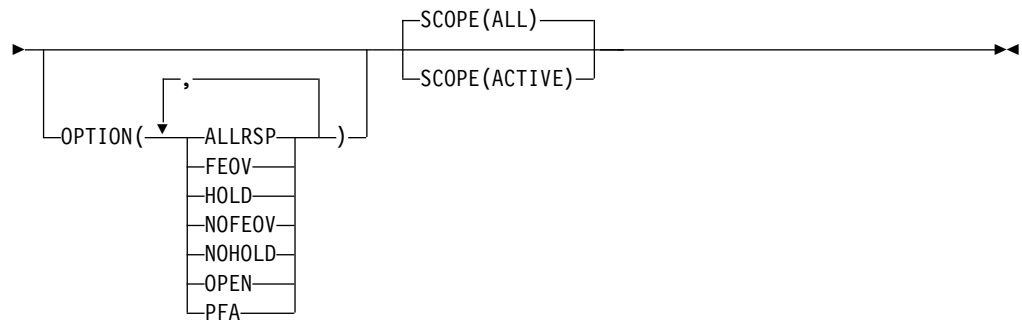 SCOPE(ALL)
SCOPE(ACTIVE)
,
OPTION( ALLRSP )
FEOV
HOLD
NOFEOV
NOHOLD
OPEN
PFA